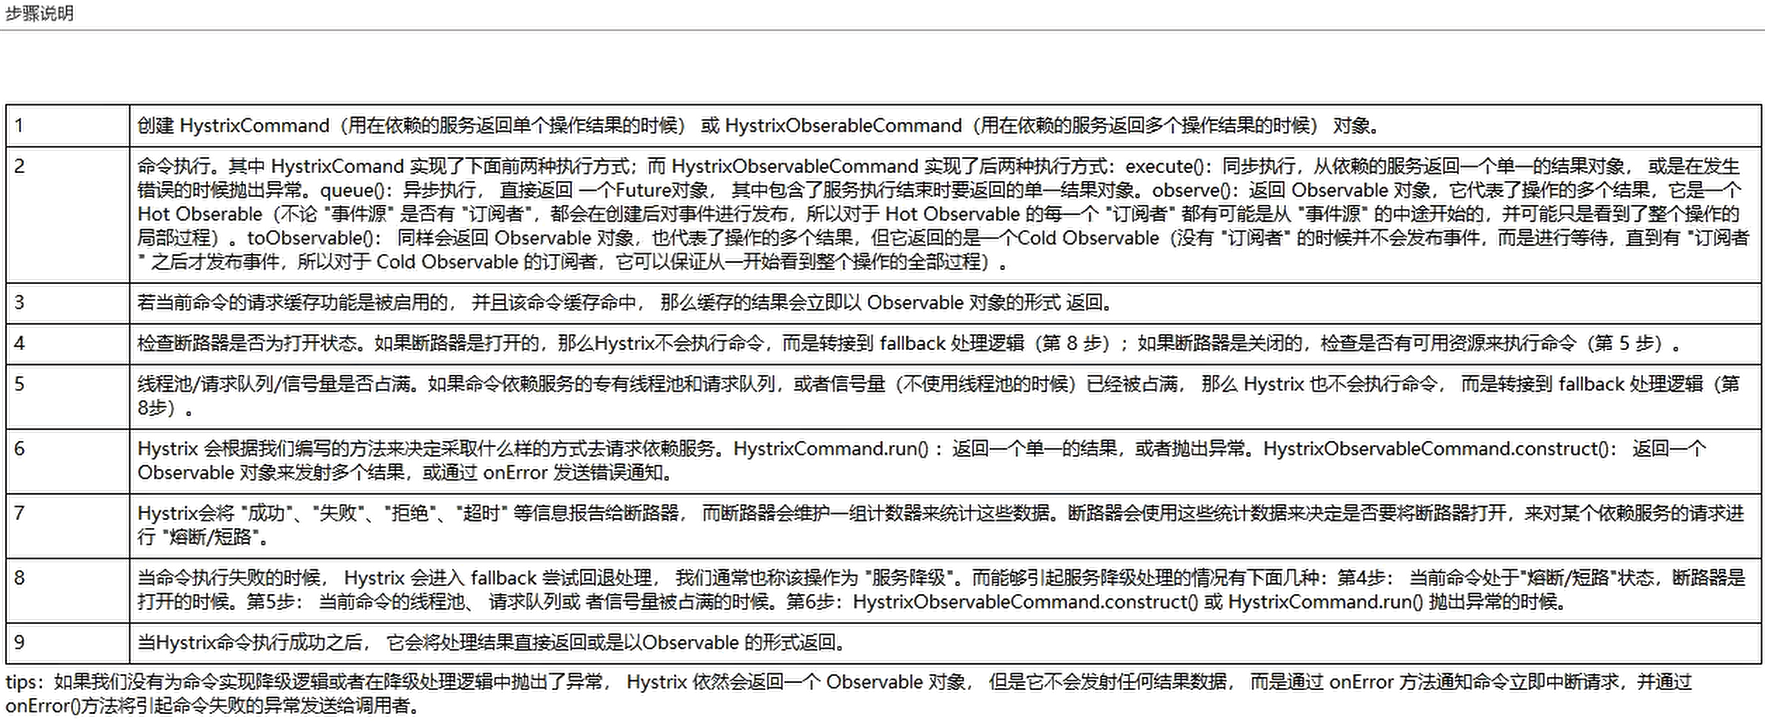 步骤说明
1 创建 HystrixCommand（用在依赖的服务返回单个操作结果的时候） 或 HystrixObserableCommand（用在依赖的服务返回多个操作结果的时候） 对象。
2 命令执行。其中 HystrixComand 实现了下面前两种执行方式；而 HystrixObservableCommand 实现了后两种执行方式：execute()：同步执行，从依赖的服务返回一个单一的结果对象， 或是在发生
错误的时候抛出异常。queue()：异步执行， 直接返回 一个Future对象， 其中包含了服务执行结束时要返回的单一结果对象。observe()：返回 Observable 对象，它代表了操作的多个结果，它是一个
Hot Obserable（不论 "事件源" 是否有 "订阅者"，都会在创建后对事件进行发布，所以对于 Hot Observable 的每一个 "订阅者" 都有可能是从 "事件源" 的中途开始的，并可能只是看到了整个操作的
局部过程）。toObservable()： 同样会返回 Observable 对象，也代表了操作的多个结果，但它返回的是一个Cold Observable（没有 "订阅者" 的时候并不会发布事件，而是进行等待，直到有 "订阅者
" 之后才发布事件，所以对于 Cold Observable 的订阅者，它可以保证从一开始看到整个操作的全部过程）。
3 若当前命令的请求缓存功能是被启用的， 并且该命令缓存命中， 那么缓存的结果会立即以 Observable 对象的形式 返回。
4 检查断路器是否为打开状态。如果断路器是打开的，那么Hystrix不会执行命令，而是转接到 fallback 处理逻辑（第 8 步）；如果断路器是关闭的，检查是否有可用资源来执行命令（第 5 步）。
5 线程池/请求队列/信号量是否占满。如果命令依赖服务的专有线程池和请求队列，或者信号量（不使用线程池的时候）已经被占满， 那么 Hystrix 也不会执行命令， 而是转接到 fallback 处理逻辑（第
8步）。
6 Hystrix 会根据我们编写的方法来决定采取什么样的方式去请求依赖服务。HystrixCommand.run() ：返回一个单一的结果，或者抛出异常。HystrixObservableCommand.construct()： 返回一个
Observable 对象来发射多个结果，或通过 onError 发送错误通知。
7 Hystrix会将 "成功"、"失败"、"拒绝"、"超时" 等信息报告给断路器， 而断路器会维护一组计数器来统计这些数据。断路器会使用这些统计数据来决定是否要将断路器打开，来对某个依赖服务的请求进
行 "熔断/短路"。
8 当命令执行失败的时候， Hystrix 会进入 fallback 尝试回退处理， 我们通常也称该操作为 "服务降级"。而能够引起服务降级处理的情况有下面几种：第4步： 当前命令处于"熔断/短路"状态，断路器是
打开的时候。第5步： 当前命令的线程池、 请求队列或 者信号量被占满的时候。第6步：HystrixObservableCommand.construct() 或 HystrixCommand.run() 抛出异常的时候。
9 当Hystrix命令执行成功之后， 它会将处理结果直接返回或是以Observable 的形式返回。
tips：如果我们没有为命令实现降级逻辑或者在降级处理逻辑中抛出了异常， Hystrix 依然会返回一个 Observable 对象， 但是它不会发射任何结果数据， 而是通过 onError 方法通知命令立即中断请求，并通过
onError()方法将引起命令失败的异常发送给调用者。